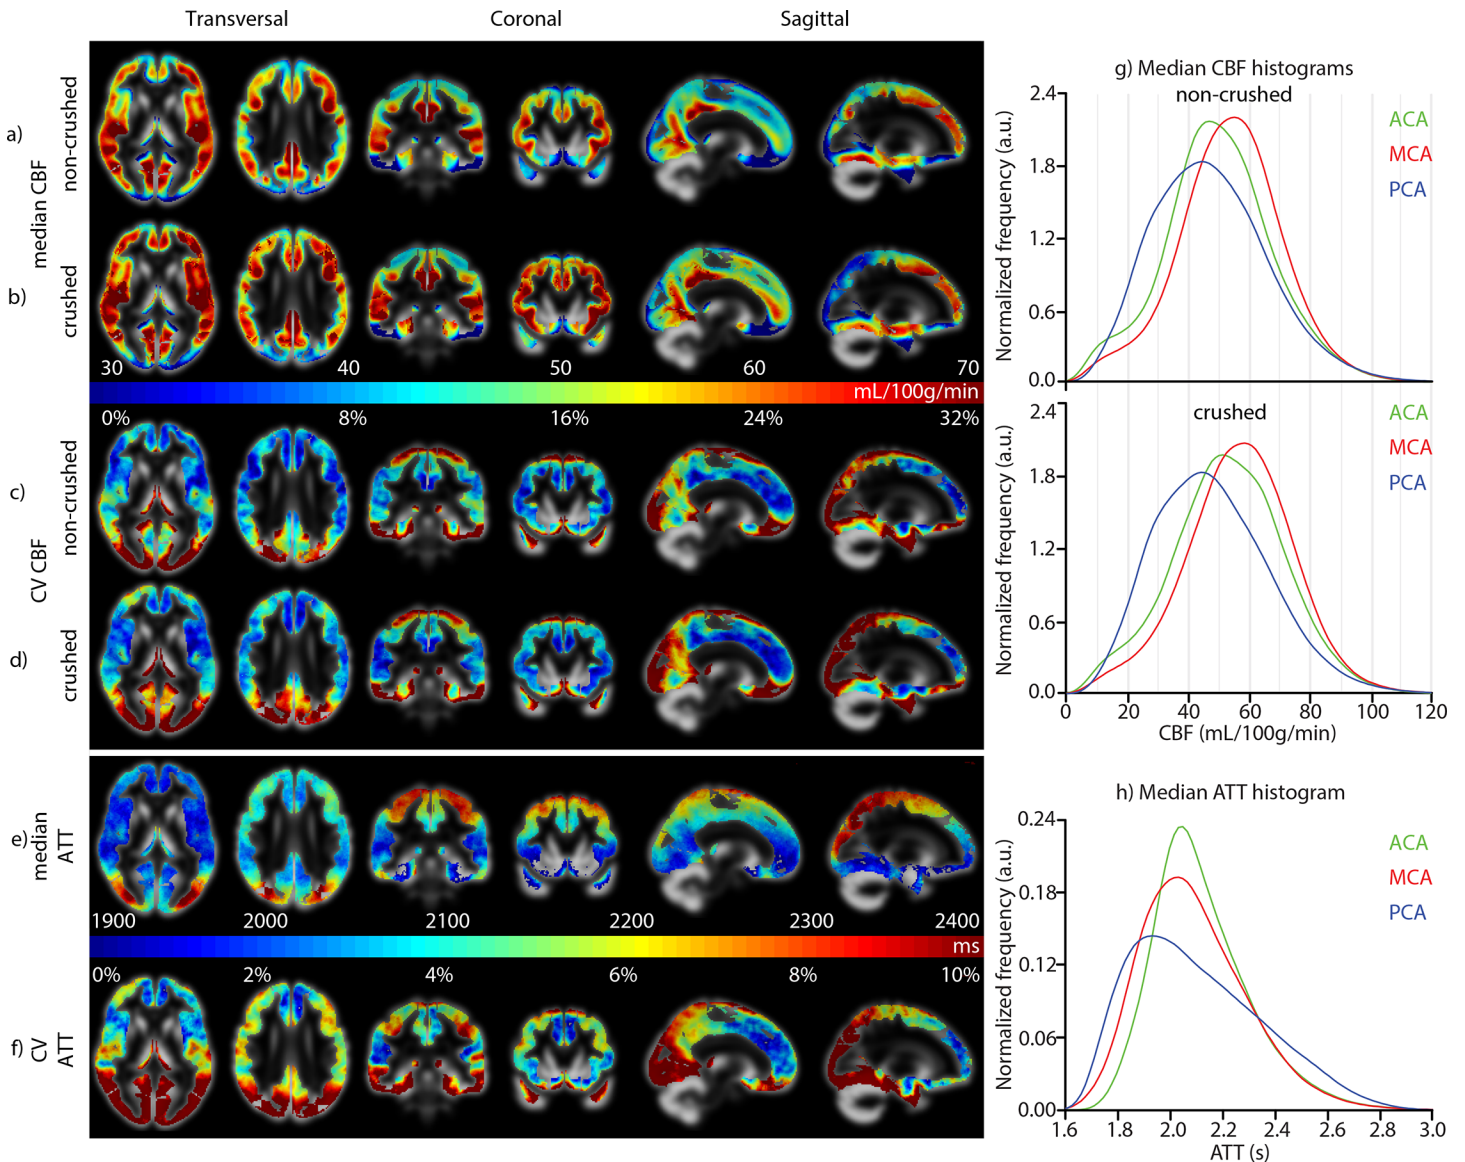 Transversal Coronal Sagittal
a) median CBF non-crushed
b) crushed
30 40 50 60 70
mL/100g/min
0% 8% 16% 24% 32%
c) CV CBF non-crushed
d) crushed
e) median ATT
1900 2000 2100 2200 2300 2400
ms
0% 2% 4% 6% 8% 10%
f) CV ATT
g) Median CBF histograms
non-crushed
Normalized frequency (a.u.)
2.4
1.8
1.2
0.6
0.0
ACA
MCA
PCA
crushed
Normalized frequency (a.u.)
2.4
1.8
1.2
0.6
0.0
ACA
MCA
PCA
0 20 40 60 80 100 120
CBF (mL/100g/min)
h) Median ATT histogram
Normalized frequency (a.u.)
0.24
0.18
0.12
0.06
0.00
ACA
MCA
PCA
1.6 1.8 2.0 2.2 2.4 2.6 2.8 3.0
ATT (s)